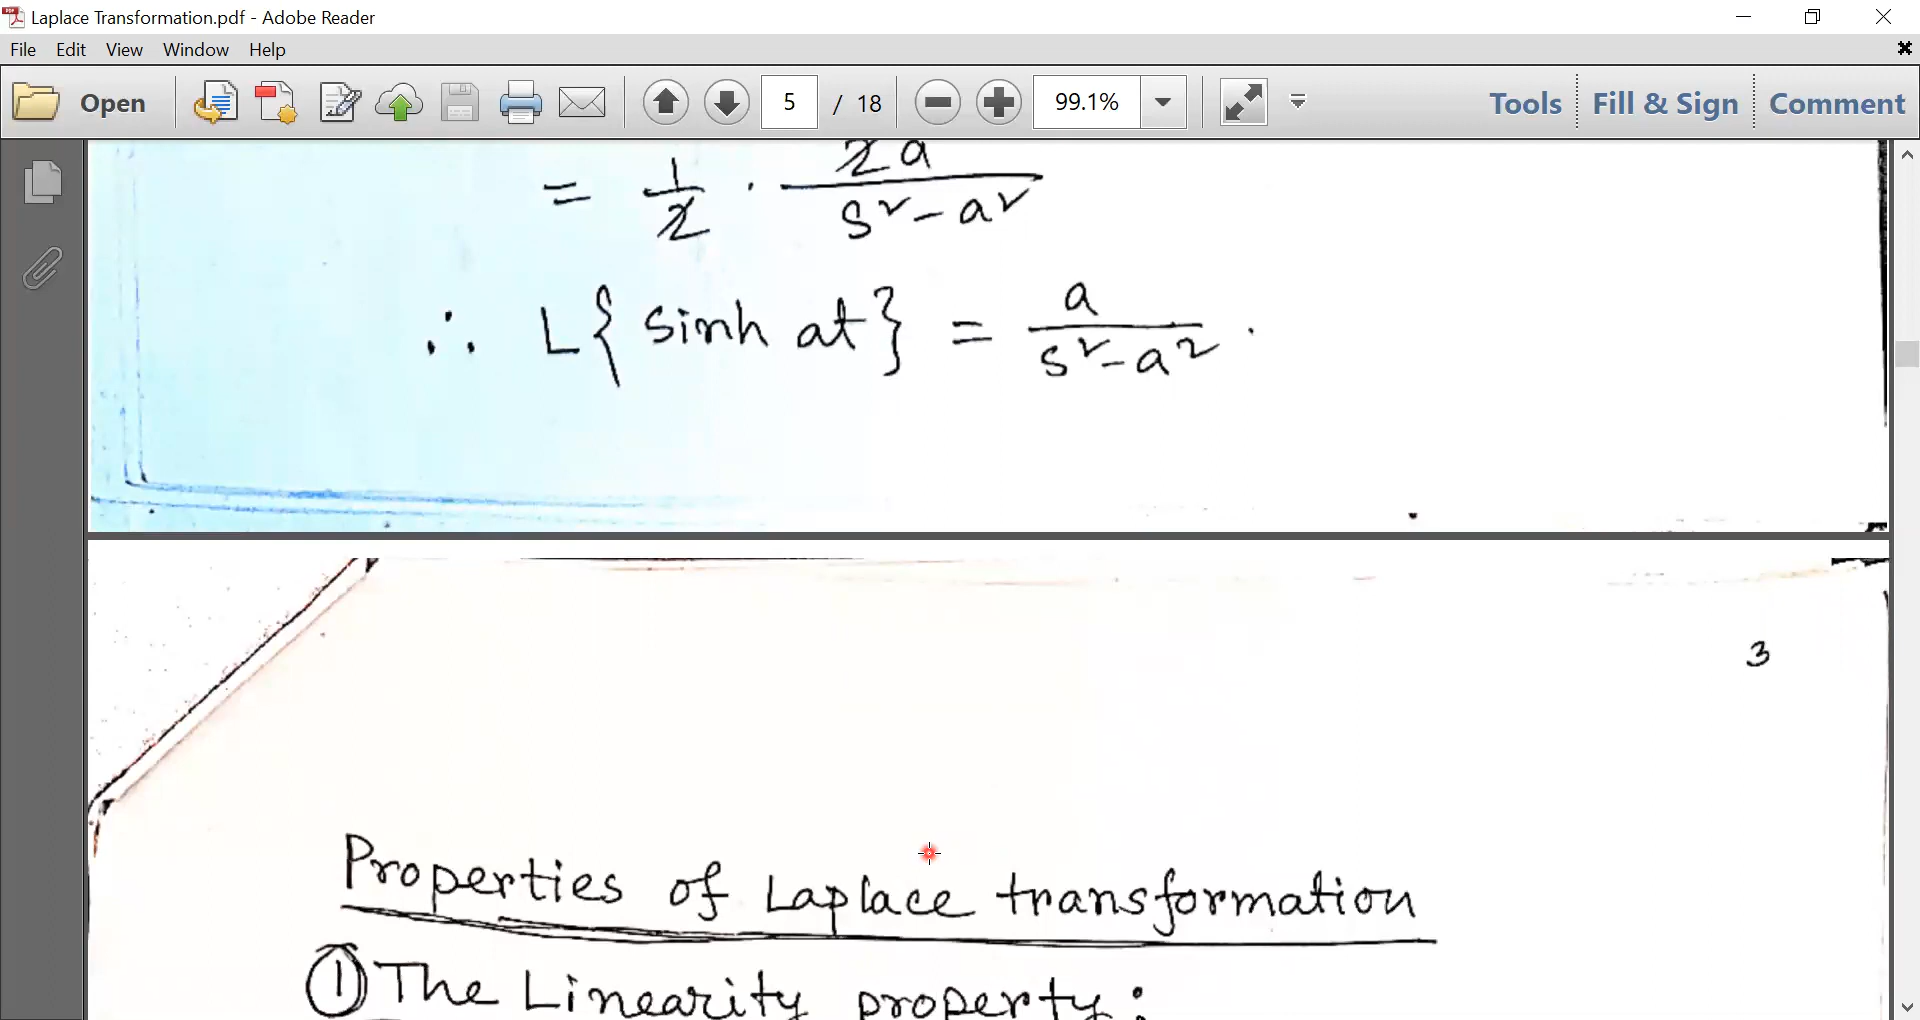 Laplace Transformation.pdf - Adobe Reader
File Edit View Window Help
Open 5 / 18 99.1% Tools Fill & Sign Comment
= 1/2 · 2a/(s² - a²)
∴ L{ sinh at } = a/(s² - a²) .
3
Properties of Laplace transformation
① The Linearity property: